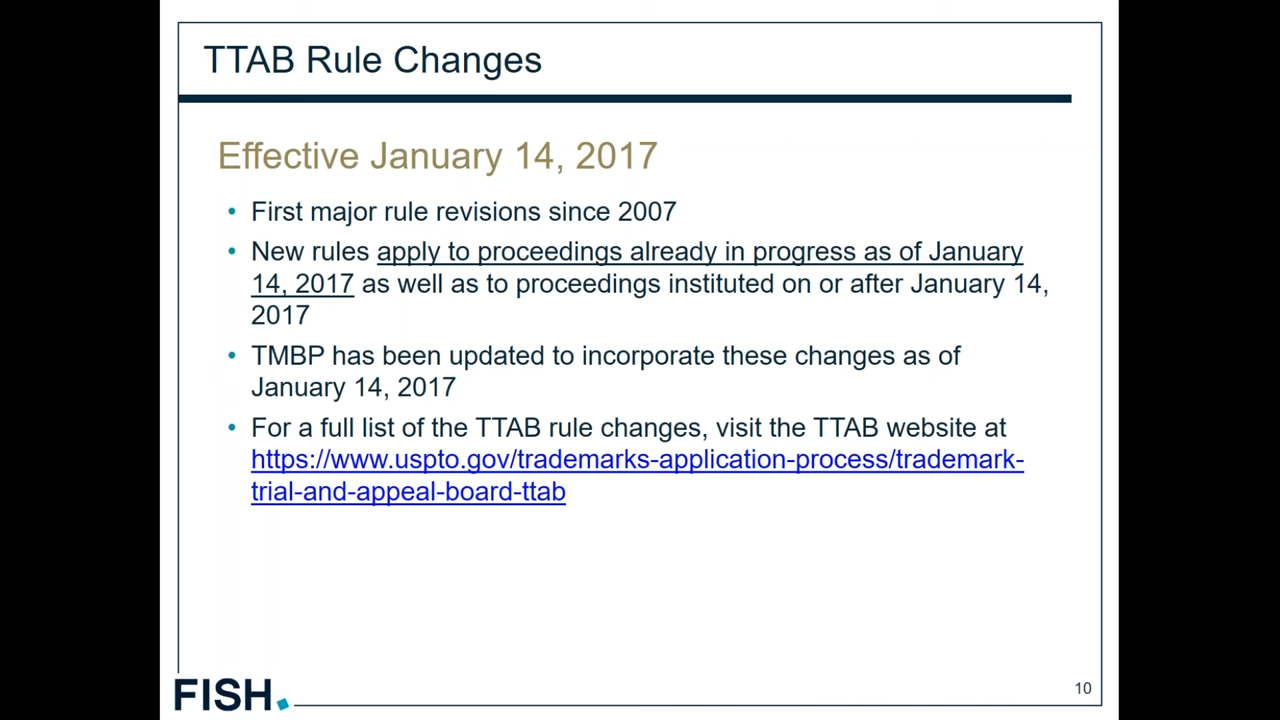 TTAB Rule Changes
Effective January 14, 2017
• First major rule revisions since 2007
• New rules apply to proceedings already in progress as of January
14, 2017 as well as to proceedings instituted on or after January 14,
2017
• TMBP has been updated to incorporate these changes as of
January 14, 2017
• For a full list of the TTAB rule changes, visit the TTAB website at
https://www.uspto.gov/trademarks-application-process/trademark-
trial-and-appeal-board-ttab
FISH.
10